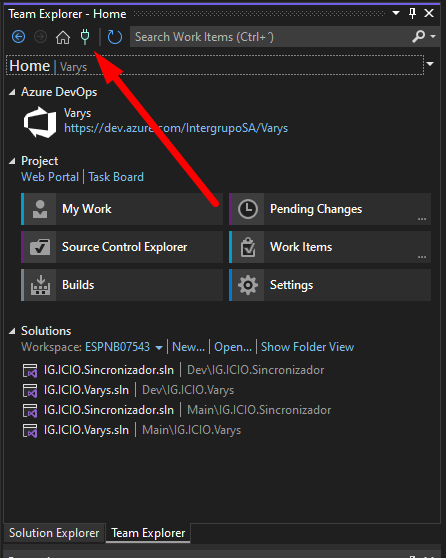 Team Explorer - Home
Search Work Items (Ctrl+´)
Home | Varys
Azure DevOps
Varys
https://dev.azure.com/IntergrupoSA/Varys
Project
Web Portal | Task Board
My Work
Pending Changes
...
Source Control Explorer
Work Items
...
Builds
Settings
Solutions
Workspace: ESPNB07543 | New... | Open... | Show Folder View
IG.ICIO.Sincronizador.sln | Dev\IG.ICIO.Sincronizador
IG.ICIO.Varys.sln | Dev\IG.ICIO.Varys
IG.ICIO.Sincronizador.sln | Main\IG.ICIO.Sincronizador
IG.ICIO.Varys.sln | Main\IG.ICIO.Varys
Solution Explorer
Team Explorer